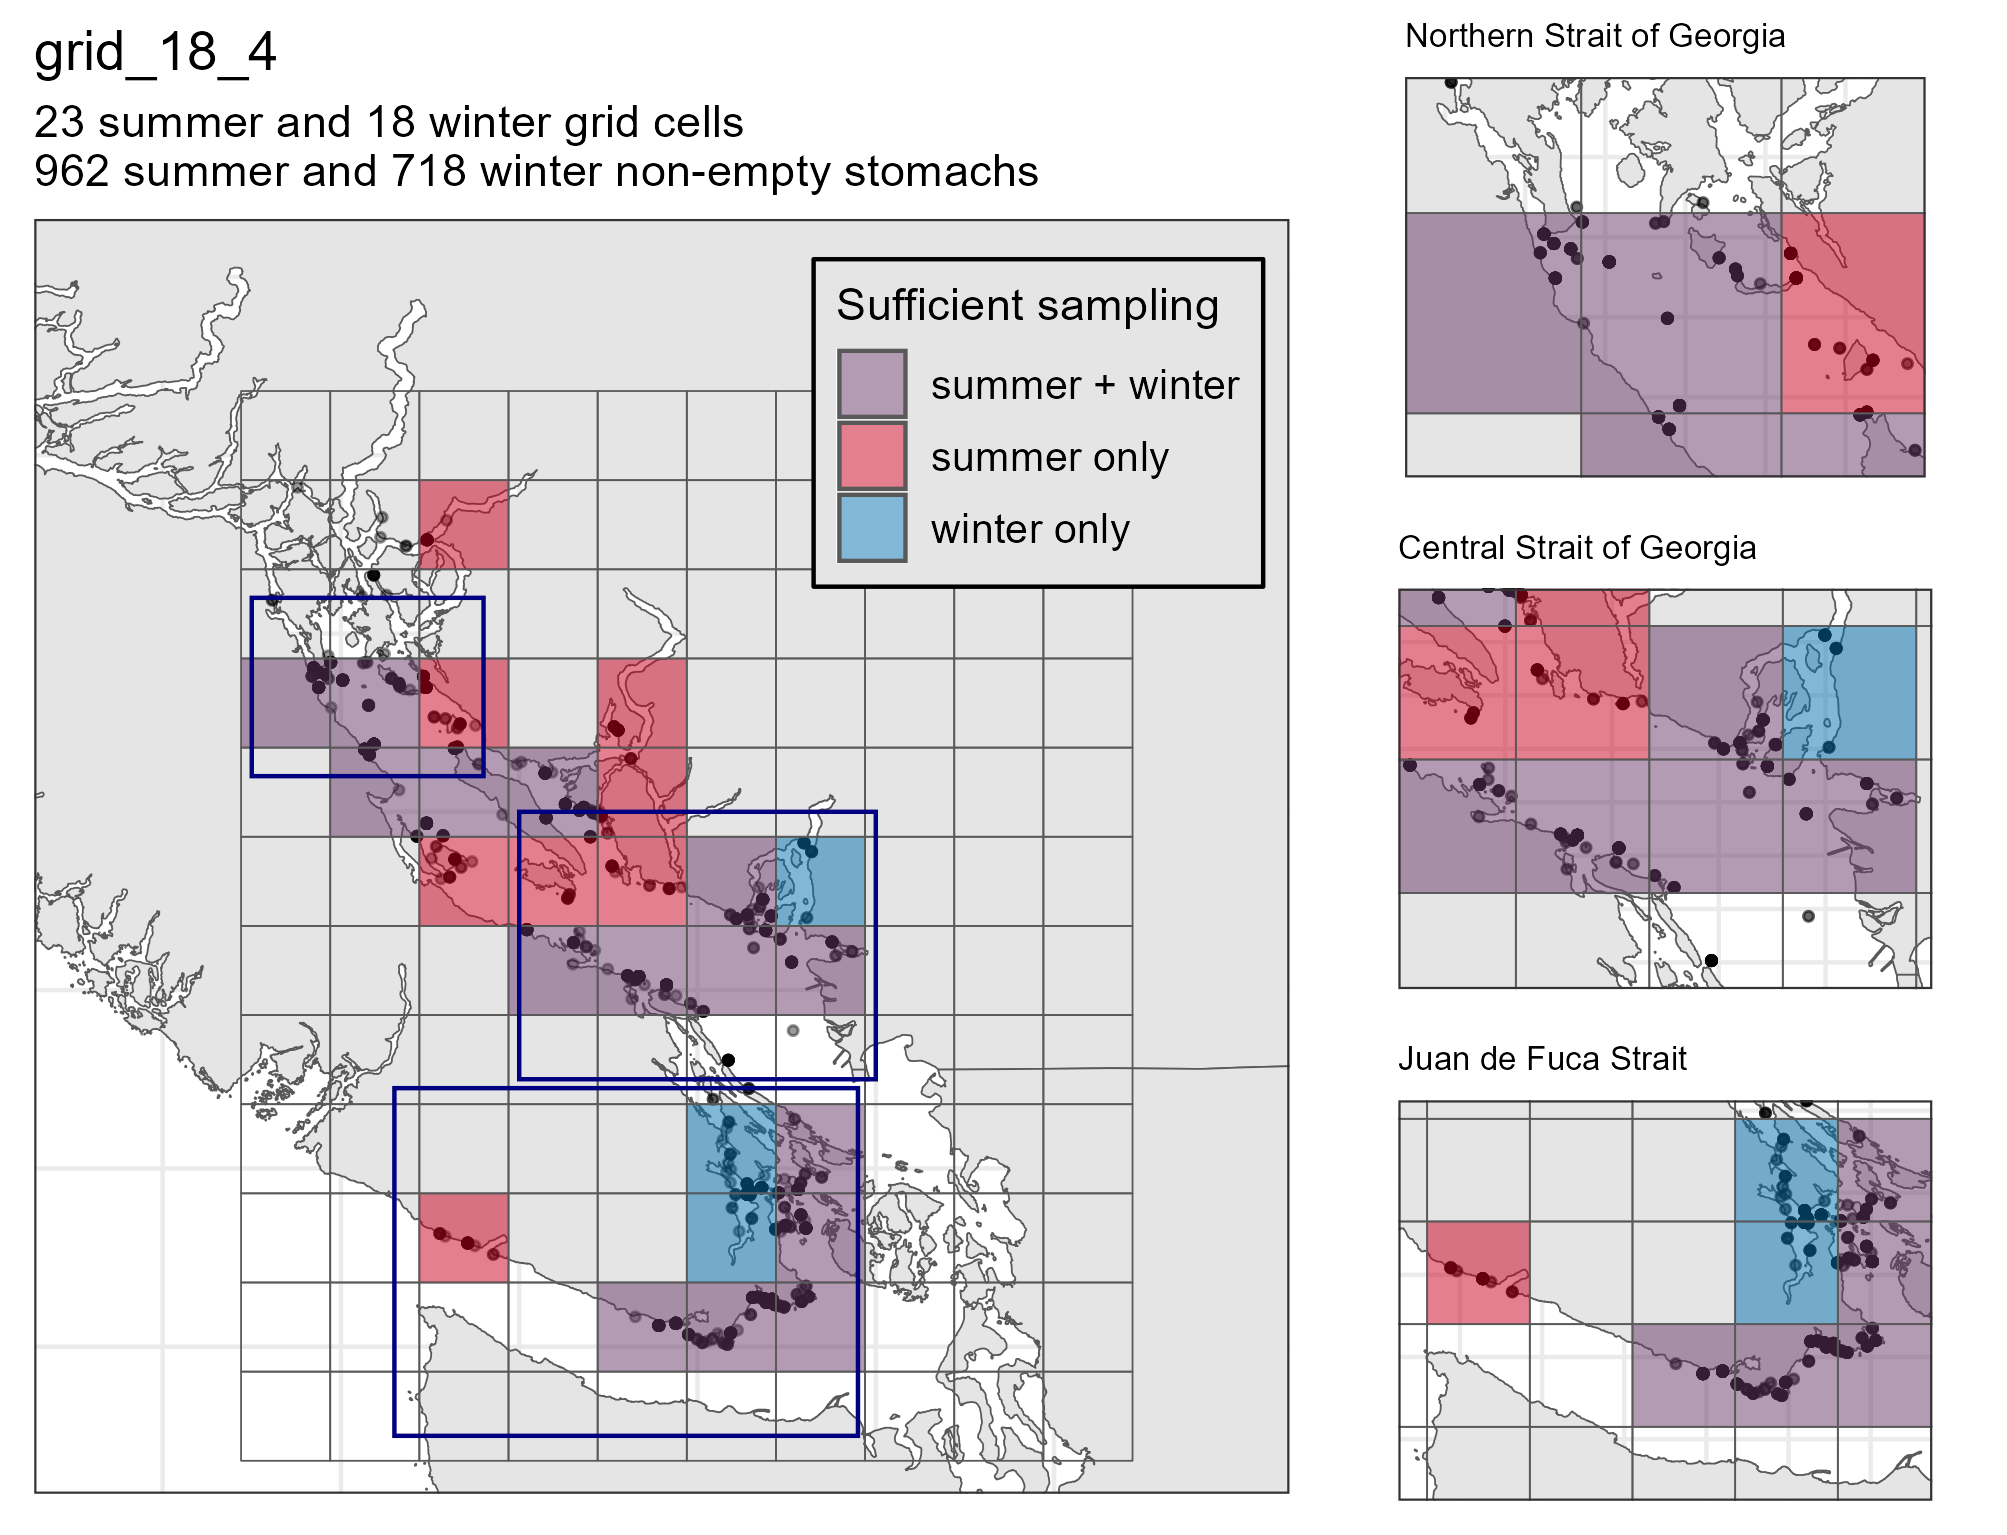 grid_18_4
23 summer and 18 winter grid cells
962 summer and 718 winter non-empty stomachs
Sufficient sampling
summer + winter
summer only
winter only
Northern Strait of Georgia
Central Strait of Georgia
Juan de Fuca Strait